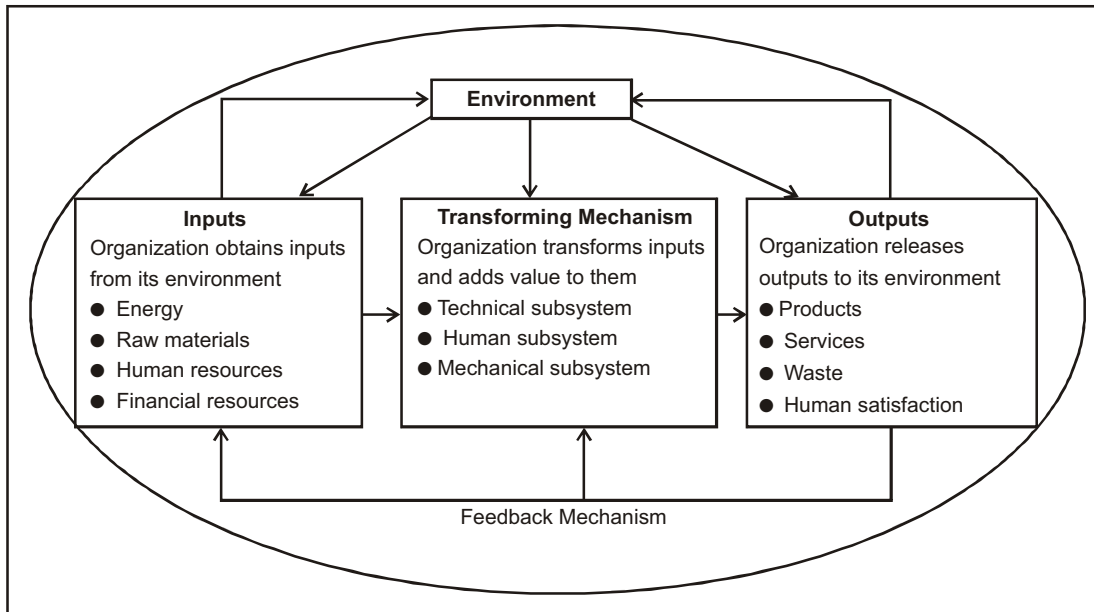 Environment
Inputs
Organization obtains inputs
from its environment
● Energy
● Raw materials
● Human resources
● Financial resources
Transforming Mechanism
Organization transforms inputs
and adds value to them
● Technical subsystem
● Human subsystem
● Mechanical subsystem
Outputs
Organization releases
outputs to its environment
● Products
● Services
● Waste
● Human satisfaction
Feedback Mechanism